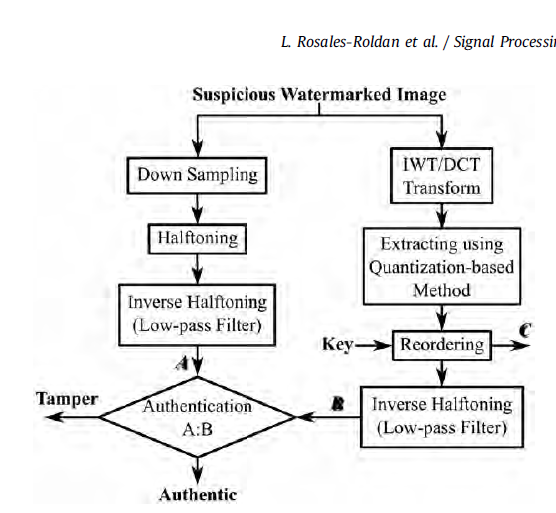 L. Rosales-Roldan et al. / Signal Processin
Suspicious Watermarked Image
Down Sampling
IWT/DCT
Transform
Halftoning
Extracting using
Quantization-based
Method
Inverse Halftoning
(Low-pass Filter)
Key
Reordering
C
A
Tamper
Authentication
A:B
B
Inverse Halftoning
(Low-pass Filter)
Authentic